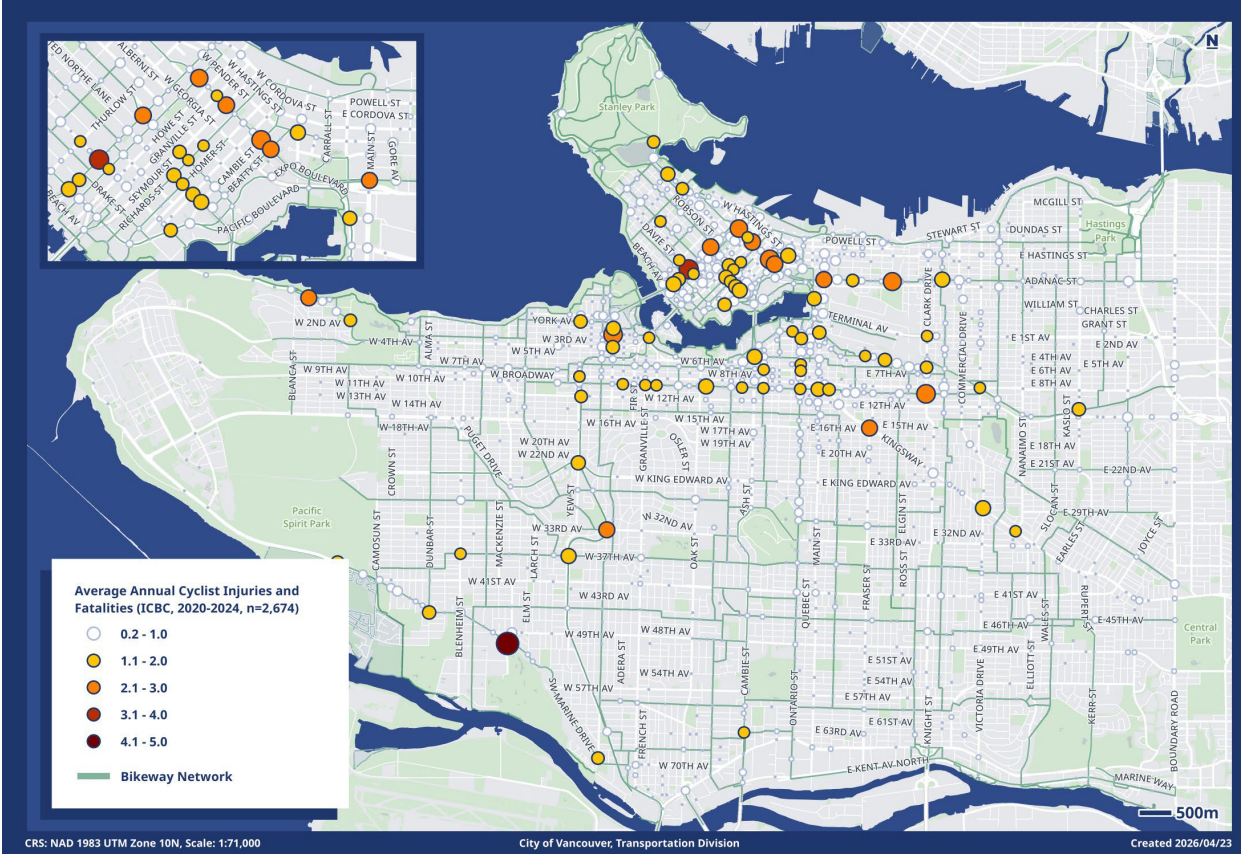 N
Stanley Park
ED NORTHE LANE
ALBERNI ST
W PENDER ST
W CORDOVA ST
W HASTINGS ST
W GEORGIA ST
THURLOW ST
HOWE ST
GRANVILLE ST
SEYMOUR ST
HOMER ST
RICHARDS ST
DRAKE ST
BEACH AV
CAMBIE ST
BEATTY ST
EXPO BOULEVARD
PACIFIC BOULEVARD
CARRALL ST
POWELL ST
E CORDOVA ST
MAIN ST
GORE AV
ROBSON ST
W HASTINGS ST
DAVIE ST
BEACH AV
POWELL ST
STEWART ST
MCGILL ST
DUNDAS ST
Hastings
Park
E HASTINGS ST
ADANAC ST
WILLIAM ST
CHARLES ST
GRANT ST
TERMINAL AV
CLARK DRIVE
COMMERCIAL DRIVE
E 1ST AV
E 2ND AV
E 4TH AV
E 5TH AV
E 6TH AV
E 7TH AV
E 8TH AV
YORK AV
W 2ND AV
W 3RD AV
W 4TH AV
W 5TH AV
W 6TH AV
W 7TH AV
W 8TH AV
W 9TH AV
W BROADWAY
W 10TH AV
W 11TH AV
W 12TH AV
W 13TH AV
W 14TH AV
W 15TH AV
W 16TH AV
W 17TH AV
W 18TH AV
W 19TH AV
W 20TH AV
W 22ND AV
BLANCA ST
ALMA ST
FIR ST
GRANVILLE ST
OSLER ST
E 12TH AV
E 15TH AV
E 16TH AV
KINGSWAY
E 18TH AV
E 20TH AV
E 21ST AV
E 22ND AV
NANAIMO ST
KASLO ST
W KING EDWARD AV
E KING EDWARD AV
PUGET DRIVE
CROWN ST
YEW ST
ASH ST
W 32ND AV
W 33RD AV
E 29TH AV
E 32ND AV
E 33RD AV
SLOCAN ST
EARLES ST
JOYCE ST
ELGIN ST
ROSS ST
Pacific
Spirit Park
CAMOSUN ST
DUNBAR ST
MACKENZIE ST
LARCH ST
W 37TH AV
OAK ST
MAIN ST
FRASER ST
QUEBEC ST
W 41ST AV
E 41ST AV
W 43RD AV
ELM ST
BLENHEIM ST
RUPERT ST
E 45TH AV
E 46TH AV
WALES ST
W 48TH AV
W 49TH AV
E 49TH AV
Central
Park
ADERA ST
E 51ST AV
W 54TH AV
E 54TH AV
W 57TH AV
E 57TH AV
SW MARINE DRIVE
CAMBIE ST
ONTARIO ST
KNIGHT ST
VICTORIA DRIVE
ELLIOTT ST
KERR ST
BOUNDARY ROAD
E 61ST AV
E 63RD AV
FRENCH ST
W 70TH AV
E KENT AV NORTH
MARINE WAY
Average Annual Cyclist Injuries and
Fatalities (ICBC, 2020-2024, n=2,674)
0.2 - 1.0
1.1 - 2.0
2.1 - 3.0
3.1 - 4.0
4.1 - 5.0
Bikeway Network
500m
CRS: NAD 1983 UTM Zone 10N, Scale: 1:71,000
City of Vancouver, Transportation Division
Created 2026/04/23